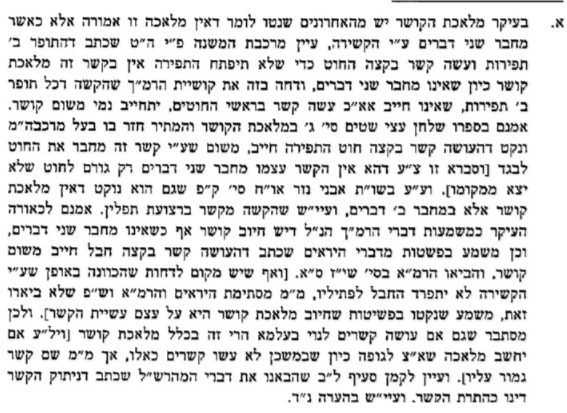 א. בעיקר מלאכת הקושר יש מהאחרונים שנטו לומר דאין מלאכה זו אמורה אלא כאשר
מחבר שני דברים ע״י הקשירה, עיין מרכבת המשנה פ״י ה״ט שכתב דהתופר ב׳
תפירות ועשה קשר בקצה החוט כדי שלא תיפתח התפירה אין בקשר זה מלאכת
קושר כיון שאינו מחבר שני דברים, ודחה בזה את קושיית הרמ״ך שהקשה דכל תופר
ב׳ תפירות, שאינו חייב אא״כ עשה קשר בראשי החוטים, יתחייב נמי משום קושר.
אמנם בספרו שלחן עצי שטים סי׳ ג׳ במלאכת הקושר והמתיר חזר בו בעל מרכבה״מ
ונקט דהעושה קשר בקצה חוט התפירה חייב, משום שע״י קשר זה מחבר את החוט
לבגד [וסברא זו צ״ע דהא אין הקשר עצמו מחבר שני דברים רק גורם לחוט שלא
יצא ממקומו]. ועי׳ בשו״ת אבני נזר או״ח סי׳ ק״פ שגם הוא נוקט דאין מלאכת
קושר אלא במחבר ב׳ דברים, ועיי״ש שהקשה מקשר ברצועת תפלין. אמנם לכאורה
העיקר כמשמעות דברי הרמ״ך הנ״ל דיש חיוב קושר אף כשאינו מחבר שני דברים,
וכן משמע בפשטות מדברי היראים שכתב דהעושה קשר בקצה חבל חייב משום
קושר, והביאו הרמ״א בסי׳ שי״ז ס״א. [ואף שיש מקום לדחות שהכוונה באופן שע״י
הקשירה לא יתפרד החבל לפתיליו, מ״מ מסתימת היראים והרמ״א וש״פ שלא ביארו
זאת, משמע שנקטו בפשיטות שחיוב מלאכת קושר היא על עצם עשיית הקשר]. ולכן
מסתבר שגם אם עושה קשרים לנוי בעלמא הרי זה בכלל מלאכת קושר [ויל״ע אם
יחשב מלאכה שא״צ לגופה כיון שבמשכן לא עשו קשרים כאלו, אך מ״מ שם קשר
גמור עליו]. ועיין לקמן סעיף ל״ב שהבאנו את דברי המהרש״ל שכתב דניתוק הקשר
דינו כהתרת הקשר, ועיי״ש בהערה נ״ד.